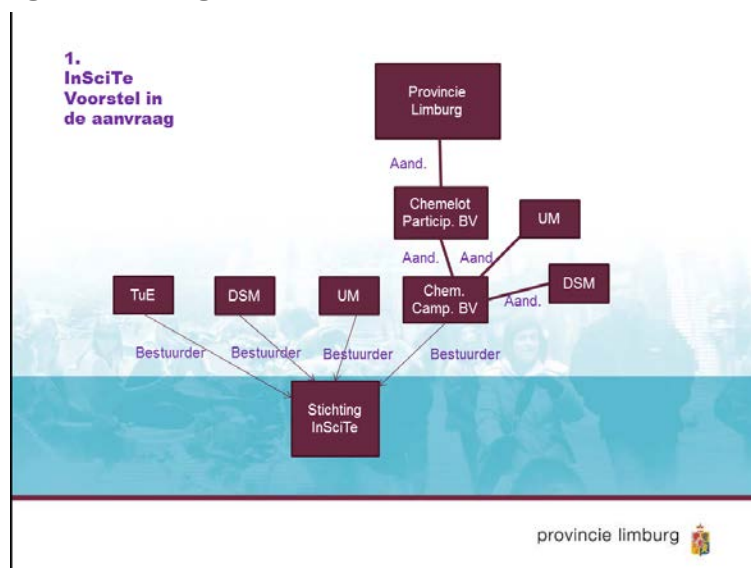 1.
InSciTe
Voorstel in
de aanvraag
Provincie
Limburg
Aand.
Chemelot
Particip. BV
UM
Aand.
Aand
TuE
DSM
UM
Chem.
Camp. BV
Aand.
DSM
Bestuurder
Bestuurder
Bestuurder
Bestuurder
Stichting
InSciTe
provincie limburg